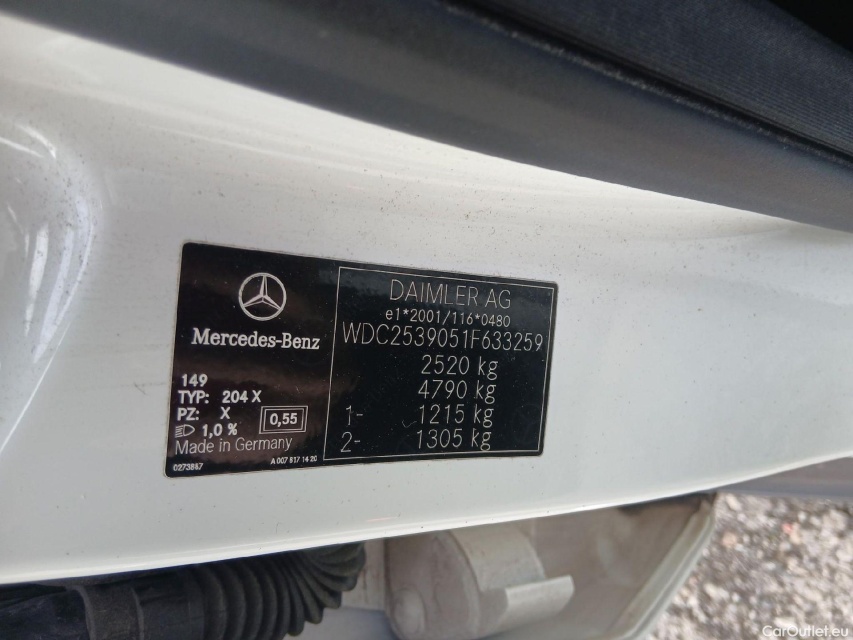 Mercedes-Benz
149
TYP: 204 X
PZ: X
1,0 %
0,55
Made in Germany
0273867
A 007 817 14 20
DAIMLER AG
e1*2001/116*0480
WDC2539051F633259
2520 kg
4790 kg
1- 1215 kg
2- 1305 kg
CarOutlet.eu